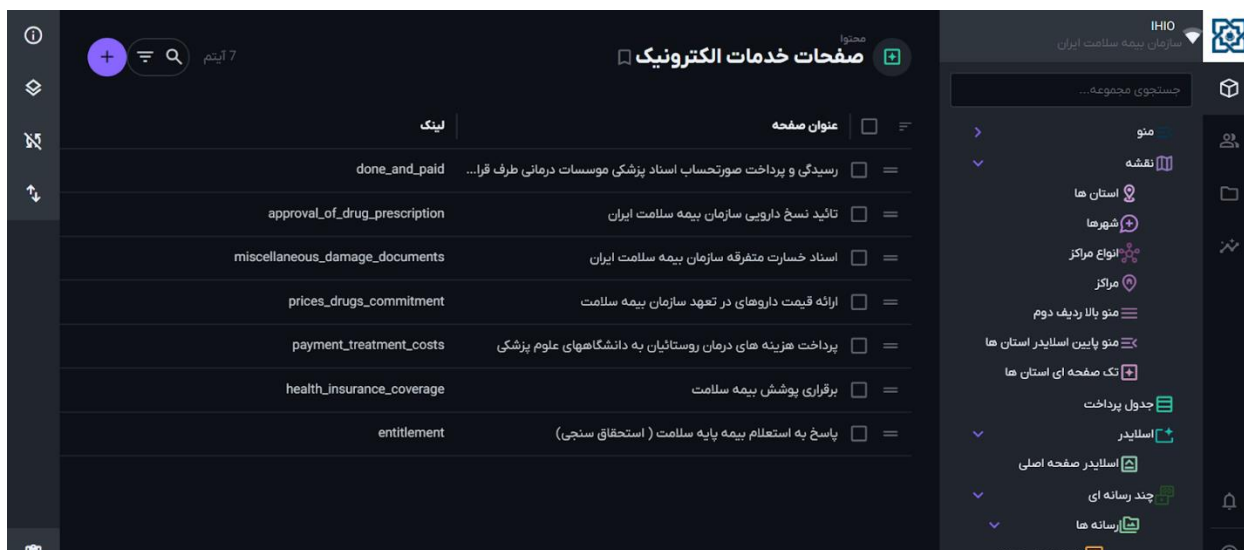 IHIO
سازمان بیمه سلامت ایران
جستجوی مجموعه...
منو
نقشه
استان ها
شهرها
انواع مراکز
مراکز
منو بالا ردیف دوم
منو پایین اسلایدر استان ها
تک صفحه ای استان ها
جدول پرداخت
اسلایدر
اسلایدر صفحه اصلی
چند رسانه ای
رسانه ها
محتوا
صفحات خدمات الکترونیک
7 آیتم
عنوان صفحه لینک
رسیدگی و پرداخت صورتحساب اسناد پزشکی موسسات درمانی طرف قرا... done_and_paid
تائید نسخ دارویی سازمان بیمه سلامت ایران approval_of_drug_prescription
اسناد خسارت متفرقه سازمان بیمه سلامت ایران miscellaneous_damage_documents
ارائه قیمت داروهای در تعهد سازمان بیمه سلامت prices_drugs_commitment
پرداخت هزینه های درمان روستائیان به دانشگاههای علوم پزشکی payment_treatment_costs
برقراری پوشش بیمه سلامت health_insurance_coverage
پاسخ به استعلام بیمه پایه سلامت ( استحقاق سنجی) entitlement